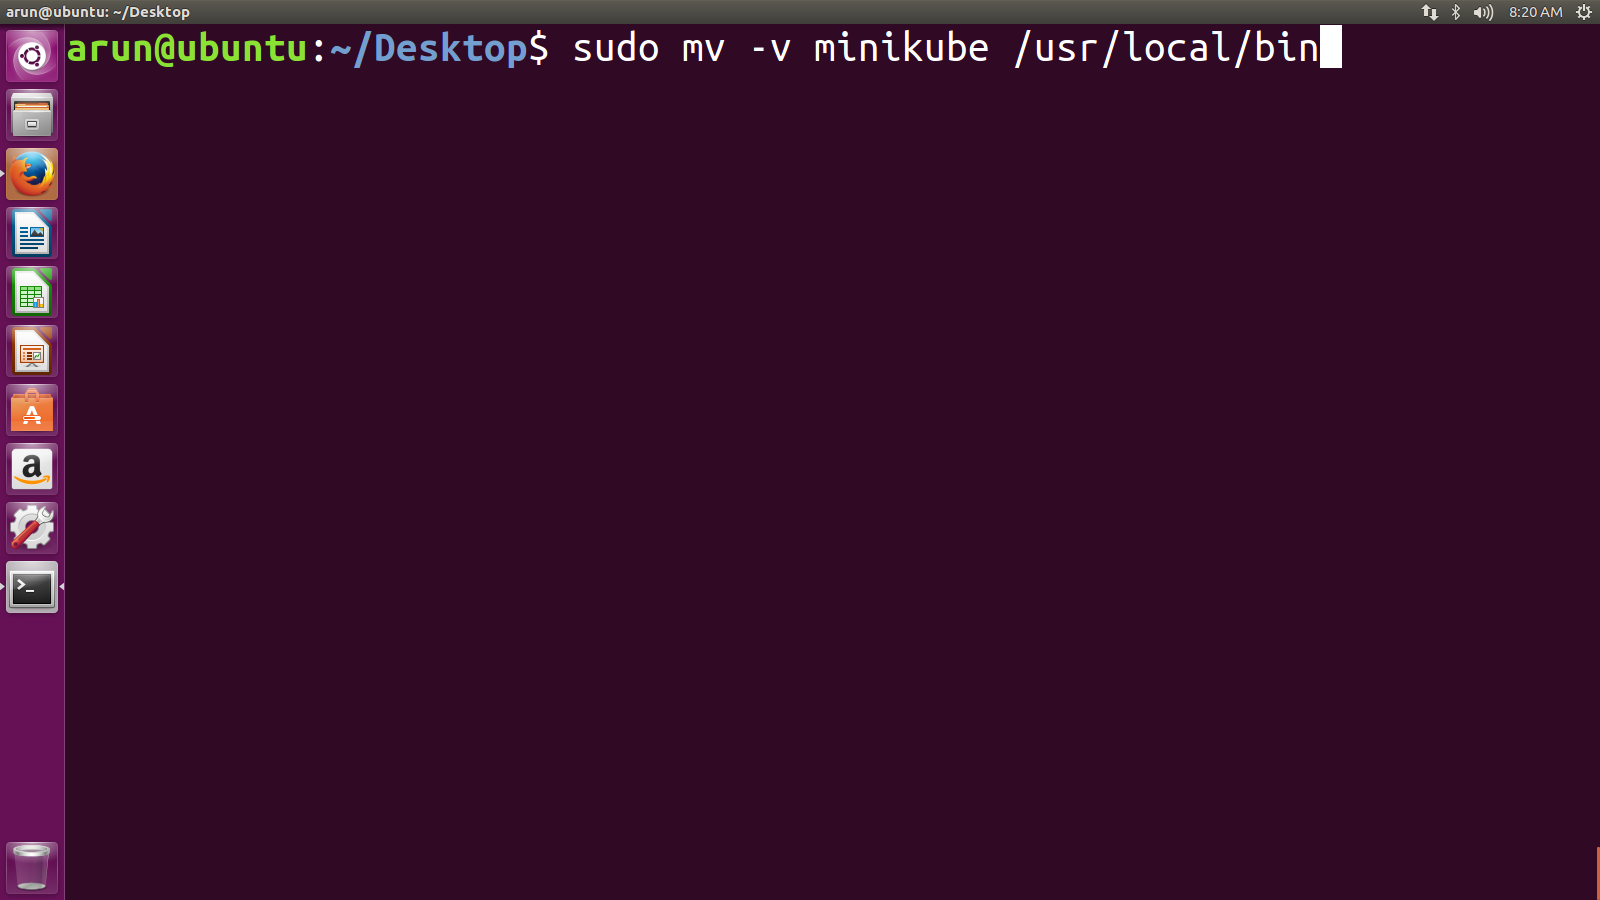 arun@ubuntu: ~/Desktop
8:20 AM
arun@ubuntu:~/Desktop$ sudo mv -v minikube /usr/local/bin